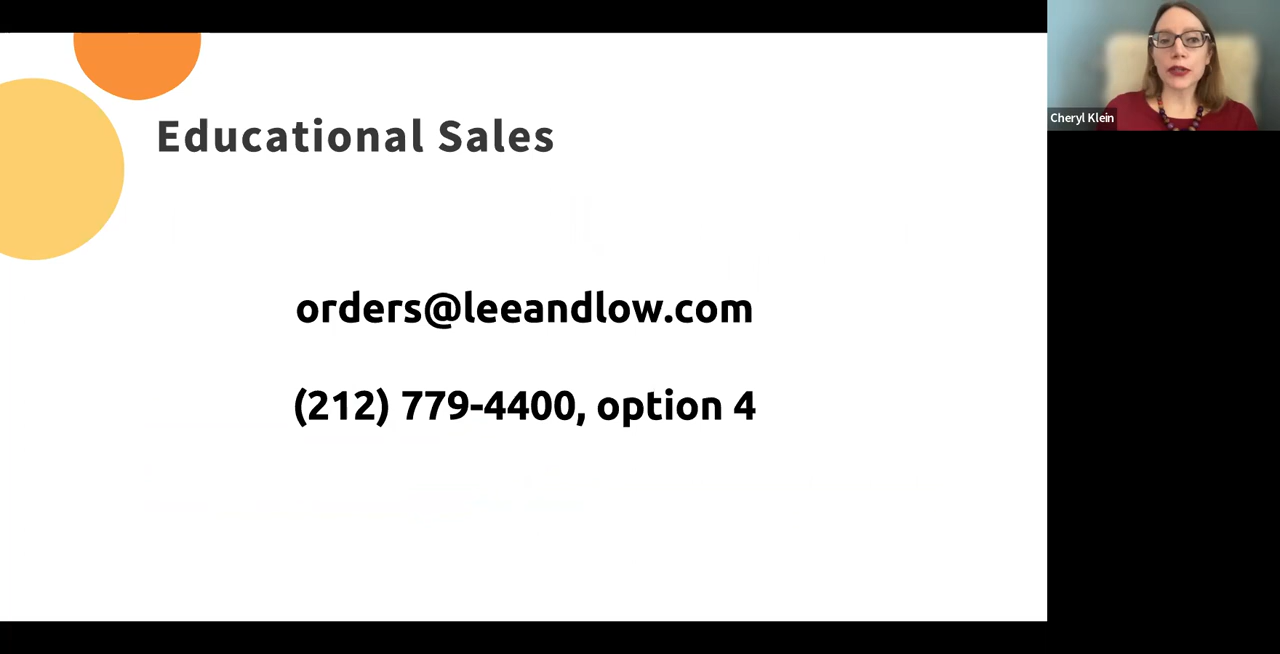 Educational Sales
orders@leeandlow.com
(212) 779-4400, option 4
Cheryl Klein